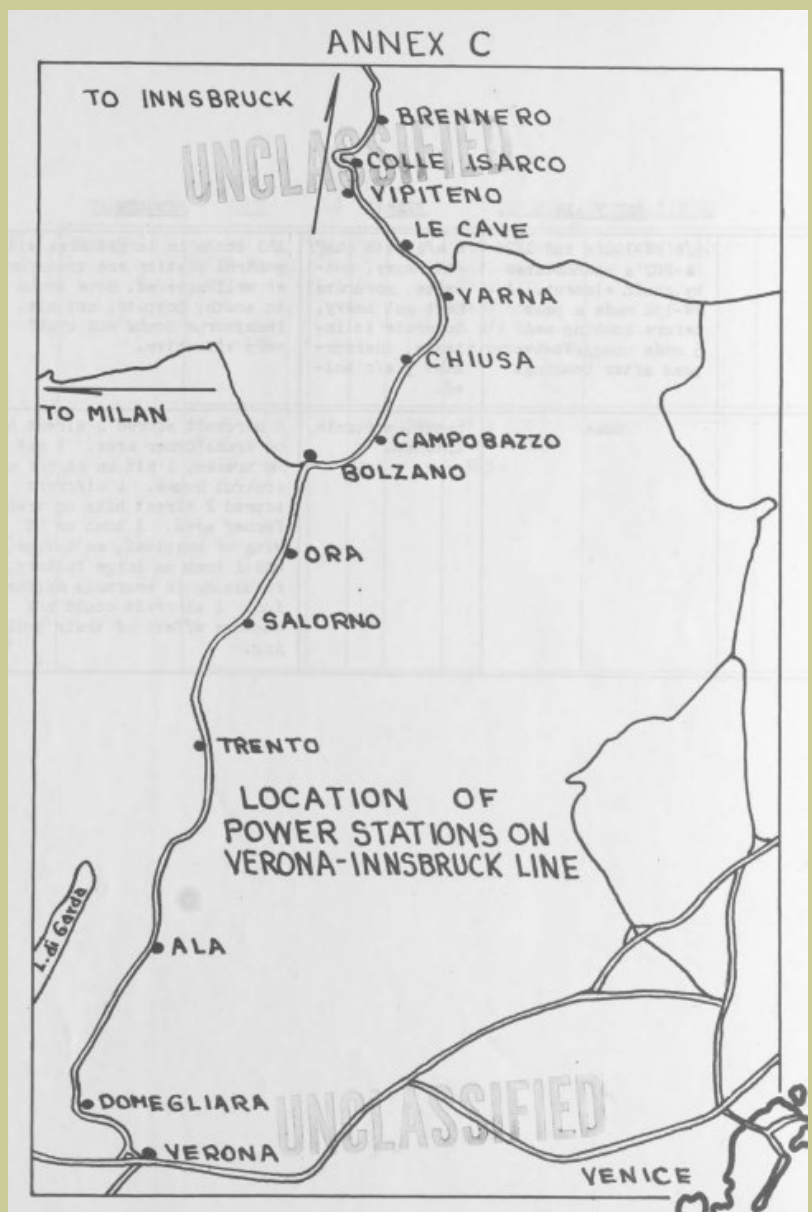 ANNEX C
TO INNSBRUCK
BRENNERO
UNCLASSIFIED
COLLE ISARCO
VIPITENO
LE CAVE
VARNA
CHIUSA
TO MILAN
CAMPOBAZZO
BOLZANO
ORA
SALORNO
TRENTO
LOCATION OF
POWER STATIONS ON
VERONA-INNSBRUCK LINE
L. di Garda
ALA
DOMEGLIARA
UNCLASSIFIED
VERONA
VENICE